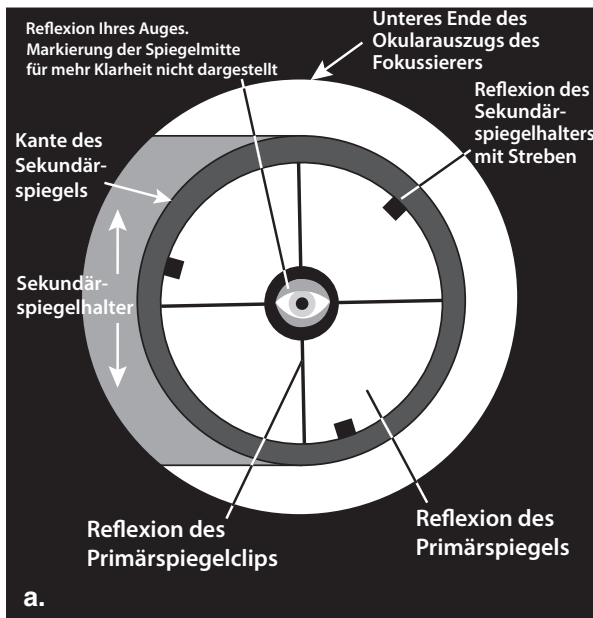 Reflexion Ihres Auges.
Markierung der Spiegelmitte
für mehr Klarheit nicht dargestellt
Unteres Ende des
Okularauszugs des
Fokussierers
Reflexion des
Sekundär-
spiegelhalters
mit Streben
Kante des
Sekundär-
spiegels
Sekundär-
spiegelhalter
Reflexion des
Primärspiegelclips
Reflexion des
Primärspiegels
a.